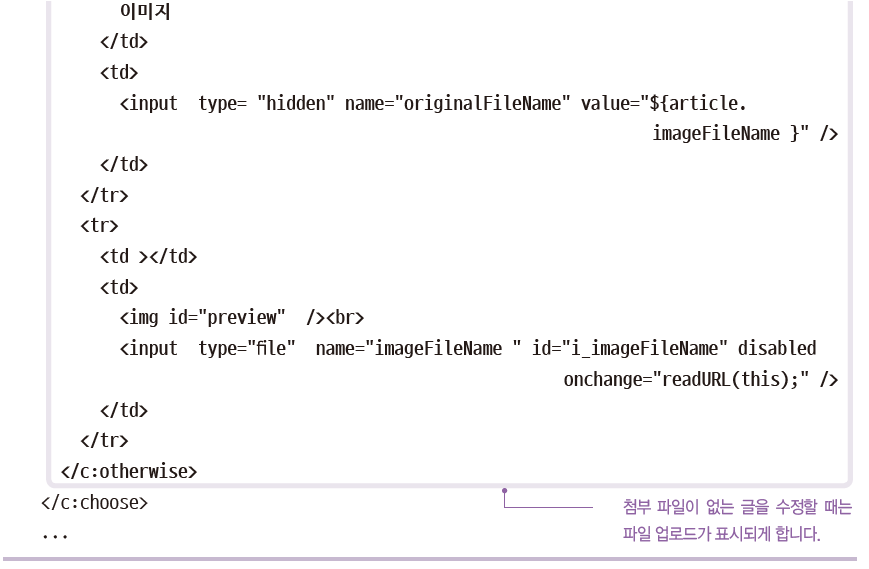 이미지
</td>
<td>
<input  type= "hidden" name="originalFileName" value="${article.
imageFileName }" />
</td>
</tr>
<tr>
<td ></td>
<td>
<img id="preview"  /><br>
<input  type="file"  name="imageFileName " id="i_imageFileName" disabled
onchange="readURL(this);" />
</td>
</tr>
</c:otherwise>
</c:choose>
...
첨부 파일이 없는 글을 수정할 때는
파일 업로드가 표시되게 합니다.